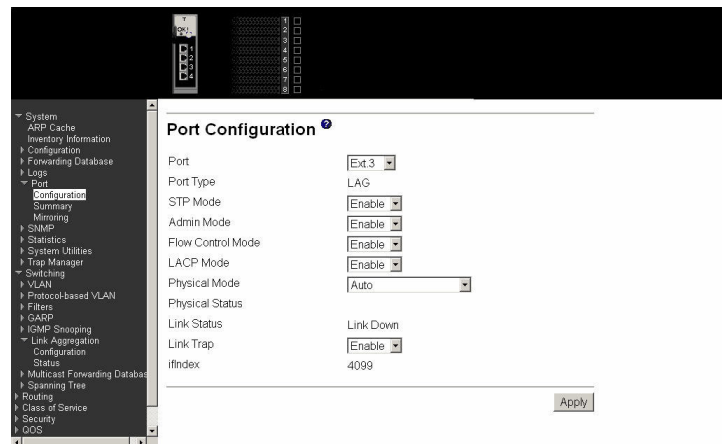 T
OK!
1
2
3
4
1
2
3
4
5
6
7
8
System
ARP Cache
Inventory Information
Configuration
Forwarding Database
Logs
Port
Configuration
Summary
Mirroring
SNMP
Statistics
System Utilities
Trap Manager
Switching
VLAN
Protocol-based VLAN
Filters
GARP
IGMP Snooping
Link Aggregation
Configuration
Status
Multicast Forwarding Databas
Spanning Tree
Routing
Class of Service
Security
QOS
Port Configuration ?
Port Ext.3
Port Type LAG
STP Mode Enable
Admin Mode Enable
Flow Control Mode Enable
LACP Mode Enable
Physical Mode Auto
Physical Status
Link Status Link Down
Link Trap Enable
ifIndex 4099
Apply